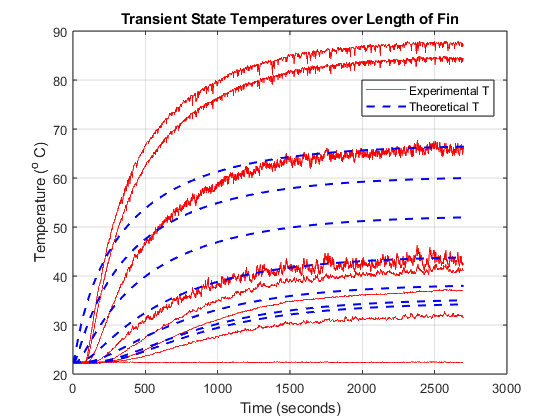 Transient State Temperatures over Length of Fin
90
80
70
60
50
40
30
20
Temperature (° C)
Experimental T
Theoretical T
0 500 1000 1500 2000 2500 3000
Time (seconds)